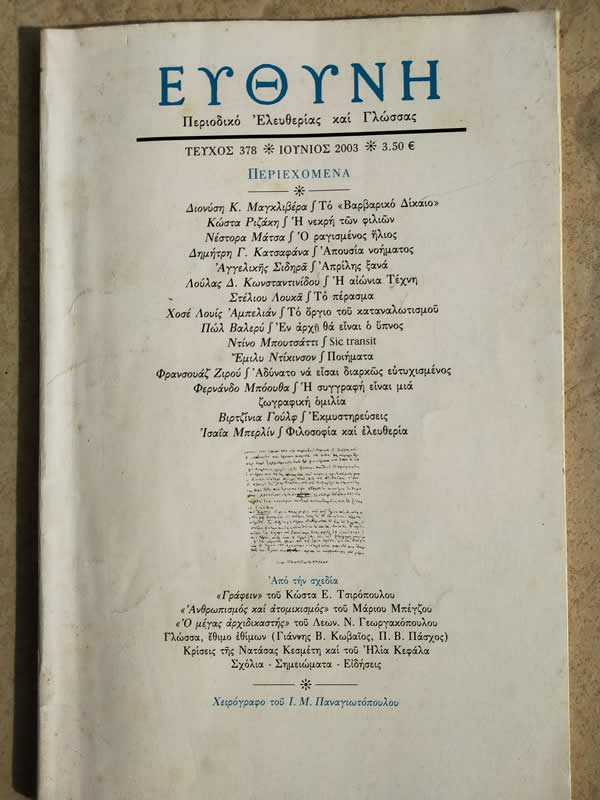 ΕΥΘΥΝΗ
Περιοδικό Ἐλευθερίας καί Γλώσσας
ΤΕΥΧΟΣ 378 ✻ ΙΟΥΝΙΟΣ 2003 ✻ 3.50 €
ΠΕΡΙΕΧΟΜΕΝΑ
Διονύση Κ. Μαγκλιβέρα ∫ Τό «Βαρβαρικό Δίκαιο»
Κώστα Ριζάκη ∫ Ἡ νεκρή τῶν φιλιῶν
Νέστορα Μάτσα ∫ Ὁ ραγισμένος ἥλιος
Δημήτρη Γ. Κατσαφάνα ∫ Ἀπουσία νοήματος
Ἀγγελικῆς Σιδηρᾶ ∫ Ἀπρίλης ξανά
Λούλας Δ. Κωνσταντινίδου ∫ Ἡ αἰώνια Τέχνη
Στέλιου Λουκᾶ ∫ Τό πέρασμα
Χοσέ Λουίς Ἀμπελιάν ∫ Τό ὄργιο τοῦ καταναλωτισμοῦ
Πώλ Βαλερύ ∫ Ἐν ἀρχῇ θά εἶναι ὁ ὕπνος
Ντίνο Μπουτσάττι ∫ Sic transit
Ἔμιλυ Ντίκινσον ∫ Ποιήματα
Φρανσουάζ Ζιρού ∫ Ἀδύνατο νά εἶσαι διαρκῶς εὐτυχισμένος
Φερνάνδο Μπόουθα ∫ Ἡ συγγραφή εἶναι μιά
ζωγραφική ὁμιλία
Βιρτζίνια Γούλφ ∫ Ἐκμυστηρεύσεις
Ἰσαΐα Μπερλίν ∫ Φιλοσοφία καί ἐλευθερία
Ἀπό τήν σχεδία
«Γράφειν» τοῦ Κώστα Ε. Τσιρόπουλου
«Ἀνθρωπισμός καί ἀτομικισμός» τοῦ Μάριου Μπέγζου
«Ὁ μέγας ἀρχιδικαστής» τοῦ Λεων. Ν. Γεωργακόπουλου
Γλώσσα, ἔθιμο ἐθίμων (Γιάννης Β. Κωβαῖος, Π. Β. Πάσχος)
Κρίσεις τῆς Νατάσας Κεσμέτη καί τοῦ Ἠλία Κεφάλα
Σχόλια - Σημειώματα - Εἰδήσεις
Χειρόγραφο τοῦ Ι. Μ. Παναγιωτόπουλου